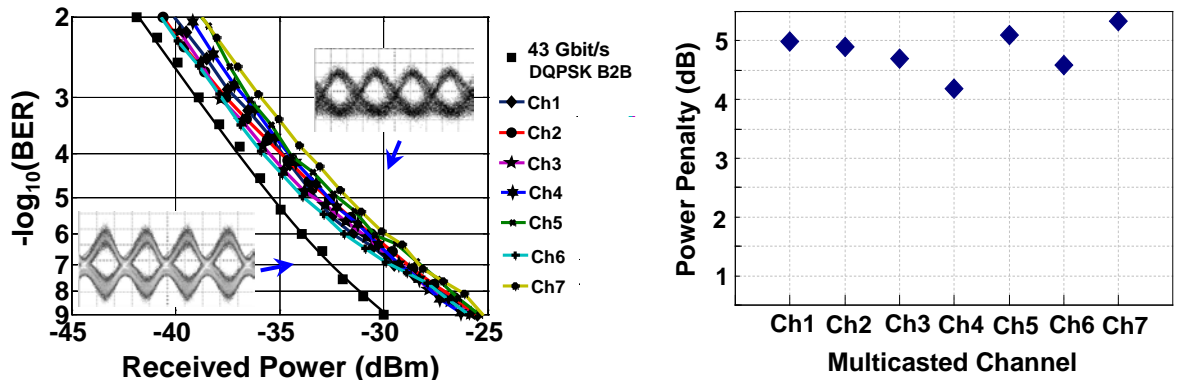 -log10(BER)
2
3
4
5
6
7
8
9
-45
-40
-35
-30
-25
Received Power (dBm)
43 Gbit/s
DQPSK B2B
Ch1
Ch2
Ch3
Ch4
Ch5
Ch6
Ch7
Power Penalty (dB)
5
4
3
2
1
Ch1 Ch2 Ch3 Ch4 Ch5 Ch6 Ch7
Multicasted Channel